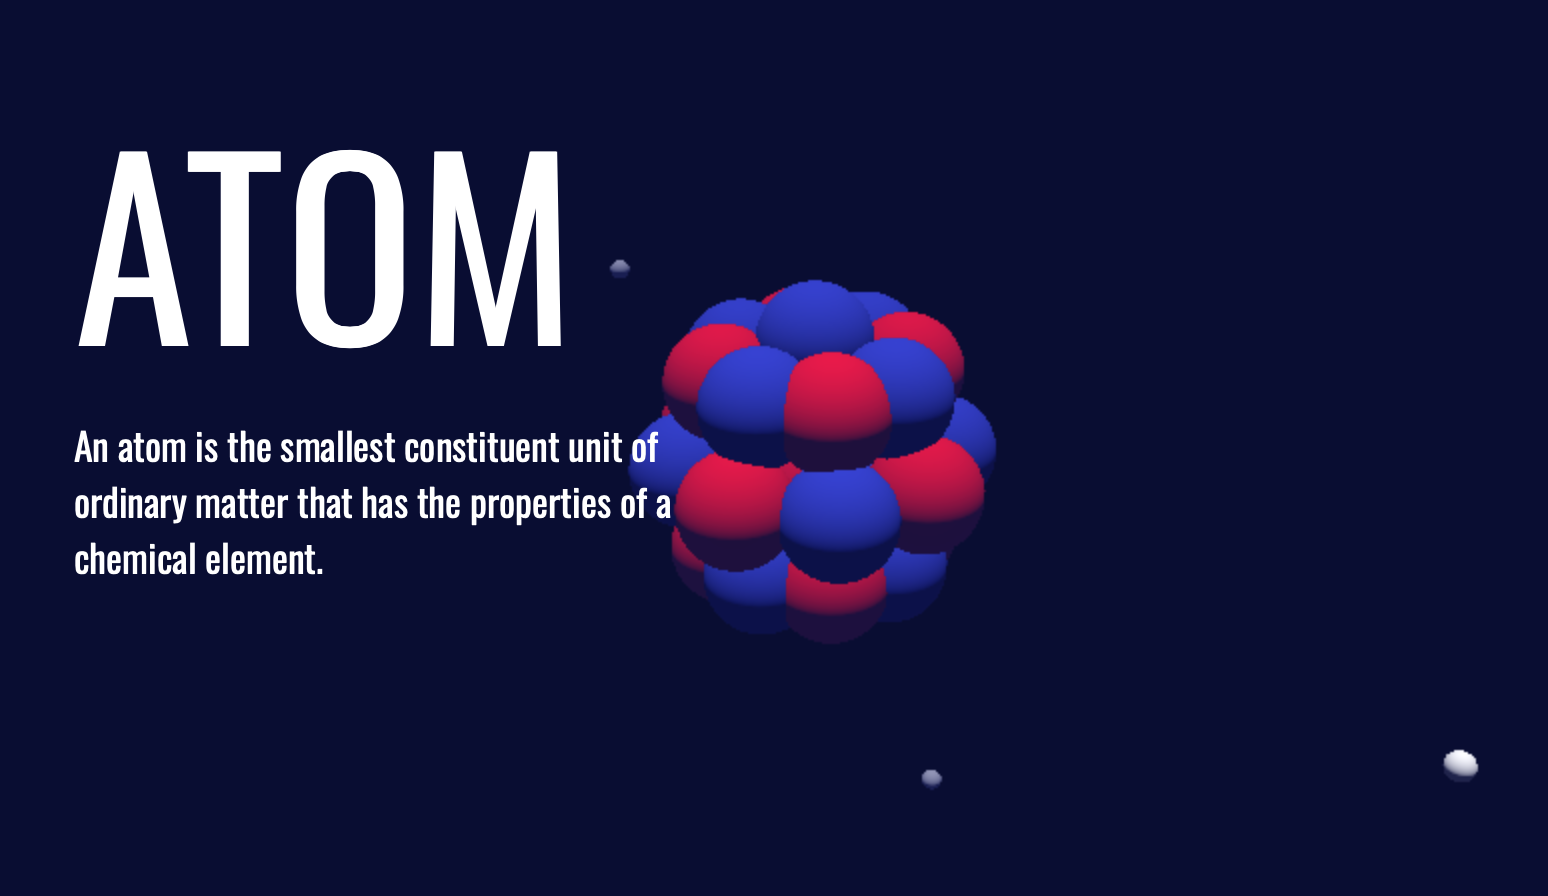 ATOM
An atom is the smallest constituent unit of
ordinary matter that has the properties of a
chemical element.